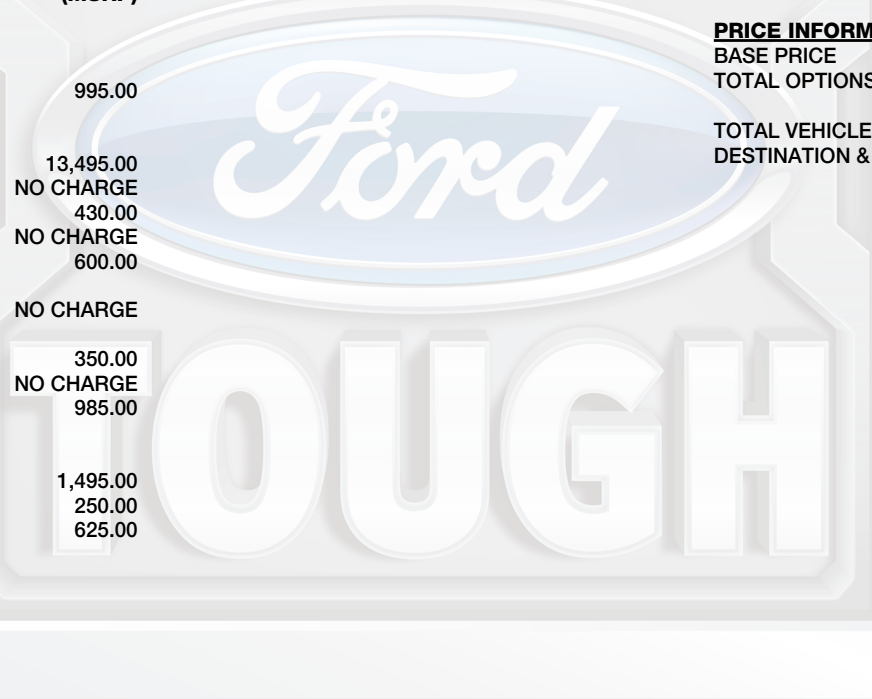 995.00
13,495.00
NO CHARGE
430.00
NO CHARGE
600.00
NO CHARGE
350.00
NO CHARGE
985.00
1,495.00
250.00
625.00
PRICE
BASE PRICE
TOTAL OPTIONS
TOTAL VEHICLE
DESTINATION &
Ford
TOUGH